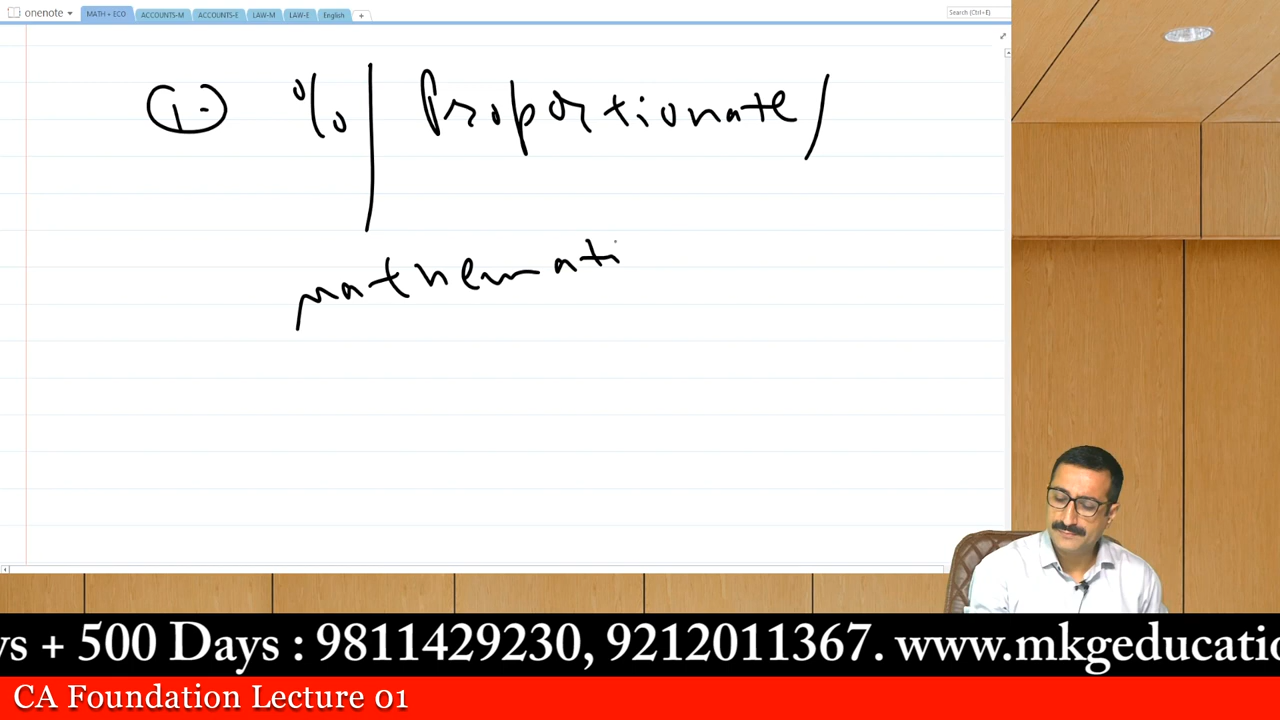 onenote MATH + ECO ACCOUNTS-M ACCOUNTS-E LAW-M LAW-E English + Search (Ctrl+E)
1- % Proportionate/
mathemati
ys + 500 Days : 9811429230, 9212011367. www.mkgeducatio
CA Foundation Lecture 01